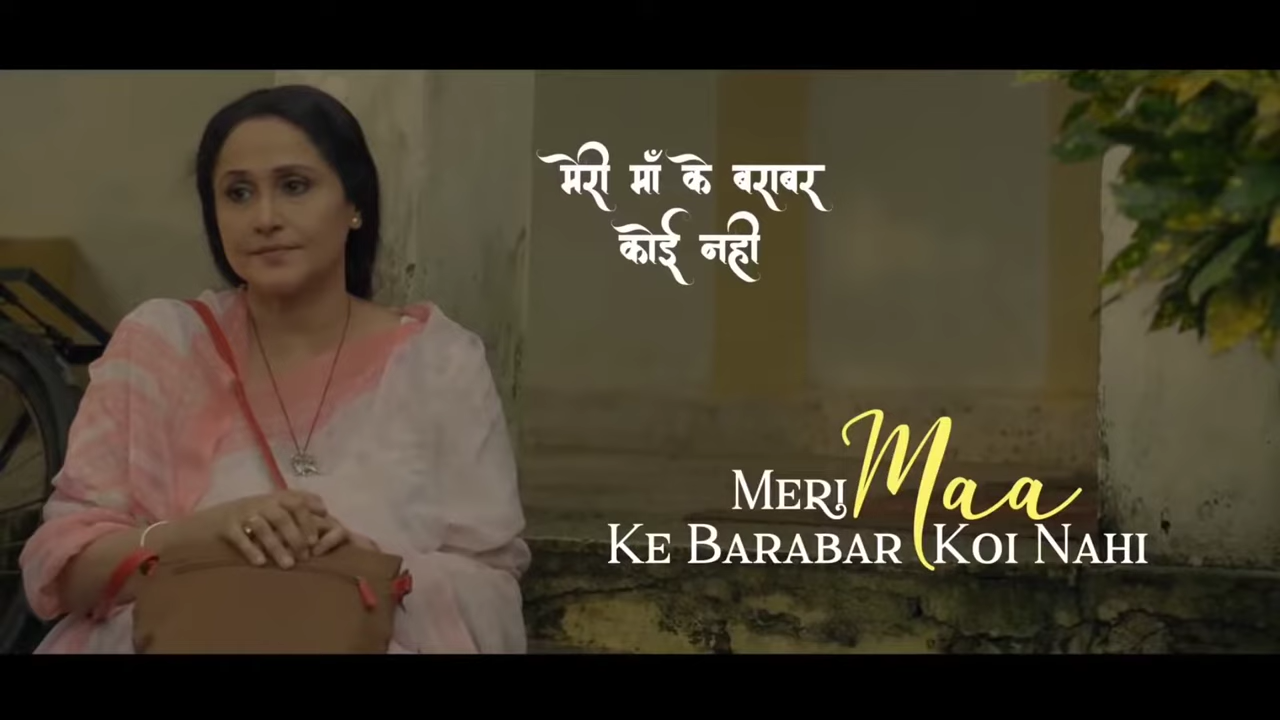 मेरी माँ के बराबर
कोई नही
MERI Maa
KE BARABAR KOI NAHI